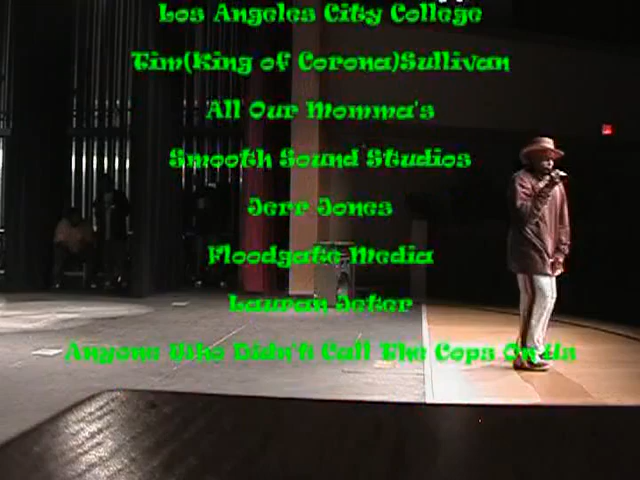 Los Angeles City College
Tim(King of Corona)Sullivan
All Our Momma's
Smooth Sound Studios
Jerr Jones
Floodgate Media
Lauran Jeter
Anyone Who Didn't Call The Cops On Us